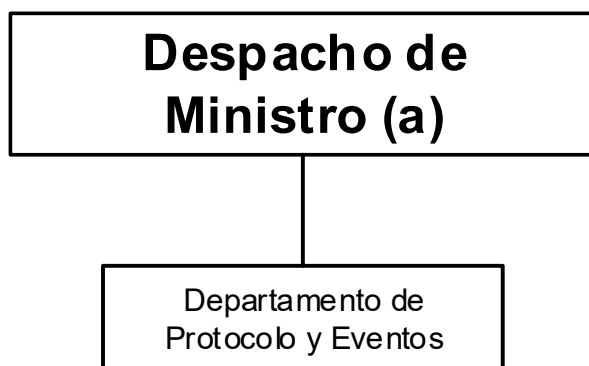 Despacho de
Ministro (a)
Departamento de
Protocolo y Eventos